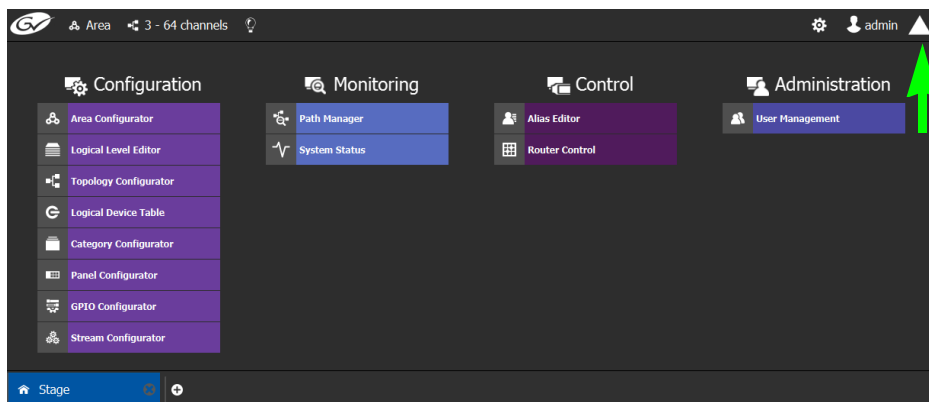 GV Area 3 - 64 channels admin
Configuration
Area Configurator
Logical Level Editor
Topology Configurator
Logical Device Table
Category Configurator
Panel Configurator
GPIO Configurator
Stream Configurator
Monitoring
Path Manager
System Status
Control
Alias Editor
Router Control
Administration
User Management
Stage